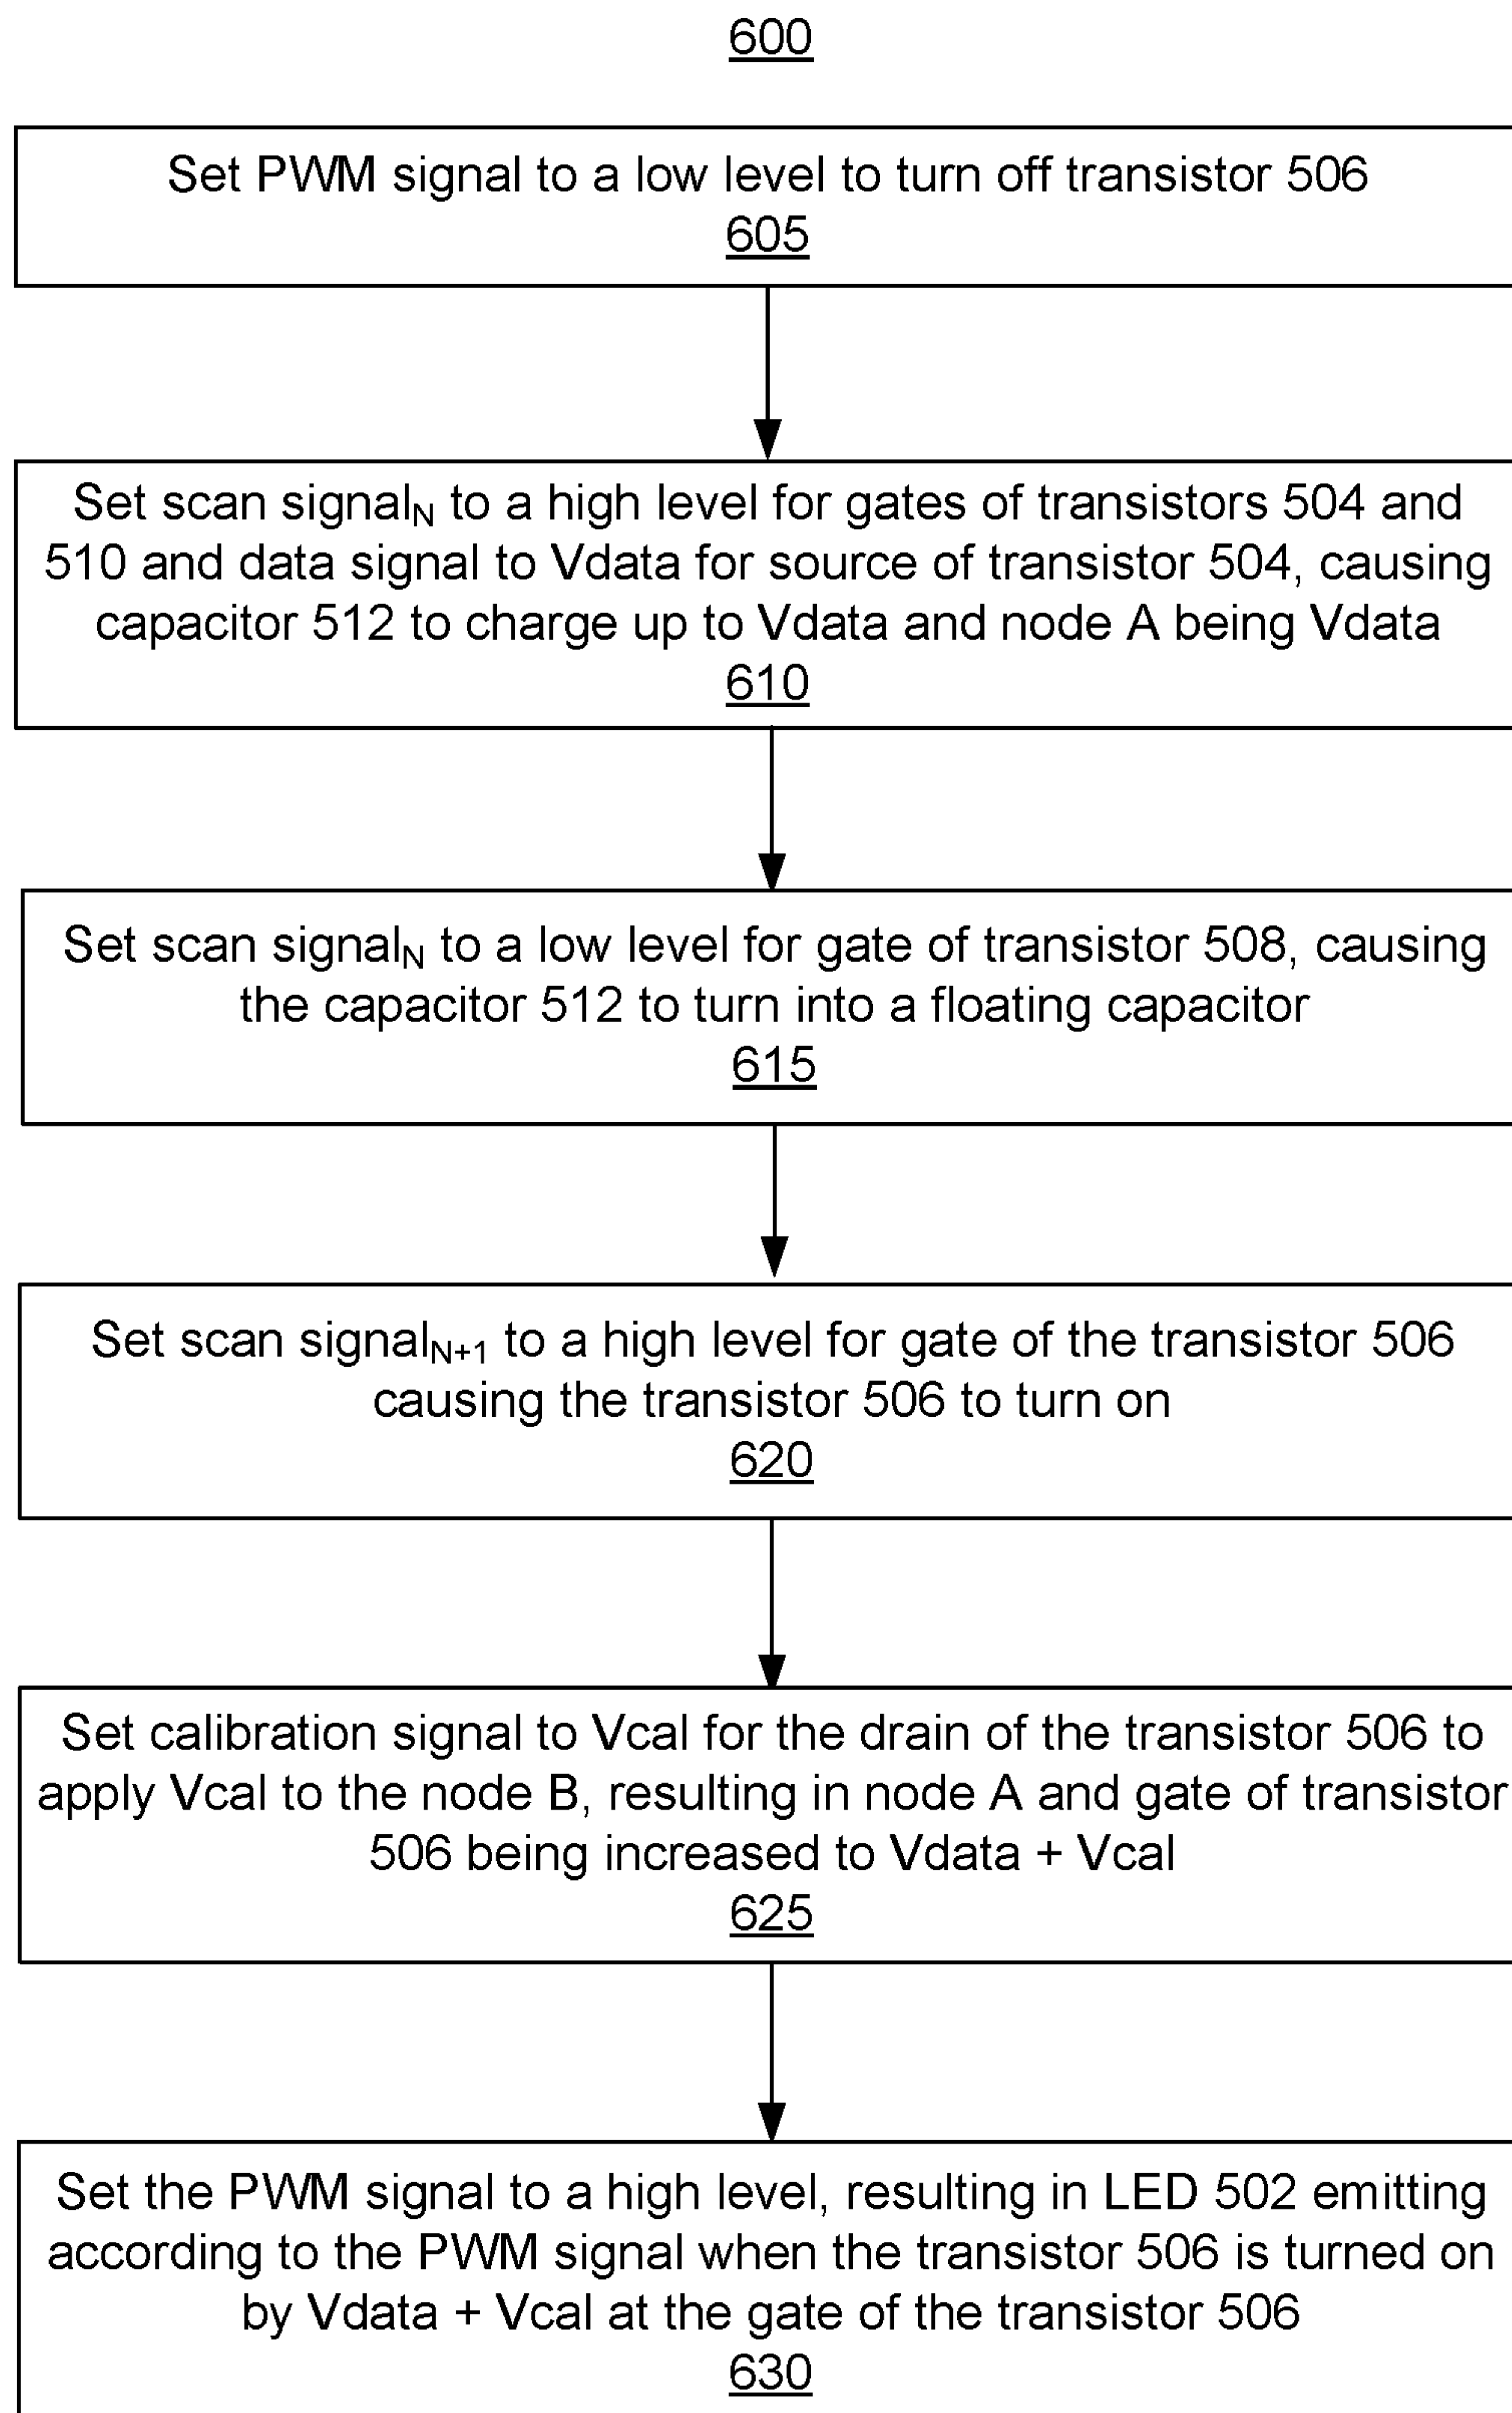 600
Set PWM signal to a low level to turn off transistor 506
605
Set scan signalN to a high level for gates of transistors 504 and
510 and data signal to Vdata for source of transistor 504, causing
capacitor 512 to charge up to Vdata and node A being Vdata
610
Set scan signalN to a low level for gate of transistor 508, causing
the capacitor 512 to turn into a floating capacitor
615
Set scan signalN+1 to a high level for gate of the transistor 506
causing the transistor 506 to turn on
620
Set calibration signal to Vcal for the drain of the transistor 506 to
apply Vcal to the node B, resulting in node A and gate of transistor
506 being increased to Vdata + Vcal
625
Set the PWM signal to a high level, resulting in LED 502 emitting
according to the PWM signal when the transistor 506 is turned on
by Vdata + Vcal at the gate of the transistor 506
630